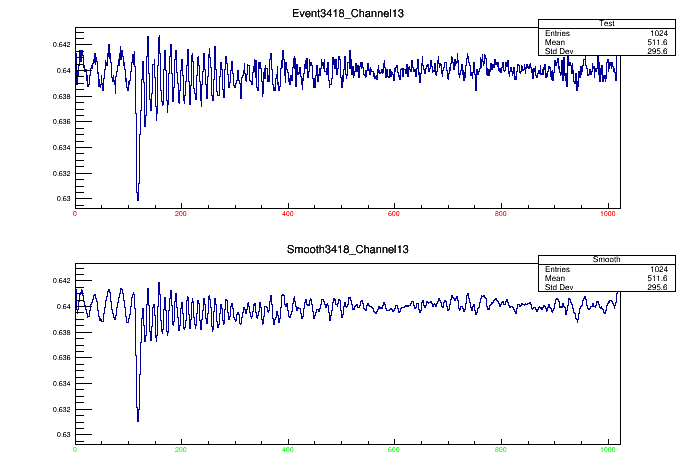 Event3418_Channel13
Test
Entries 1024
Mean 511.6
Std Dev 295.6
0.642
0.64
0.638
0.636
0.634
0.632
0.63
0 200 400 600 800 1000
Smooth3418_Channel13
Smooth
Entries 1024
Mean 511.6
Std Dev 295.6
0.642
0.64
0.638
0.636
0.634
0.632
0.63
0 200 400 600 800 1000